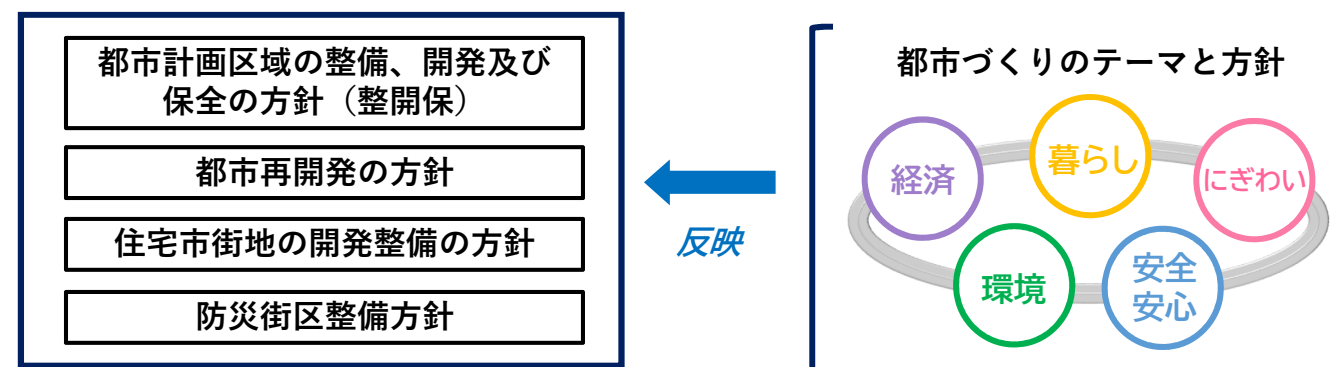 都市計画区域の整備、開発及び
保全の方針（整開保）
都市再開発の方針
住宅市街地の開発整備の方針
防災街区整備方針
反映
都市づくりのテーマと方針
経済
暮らし
にぎわい
環境
安全
安心